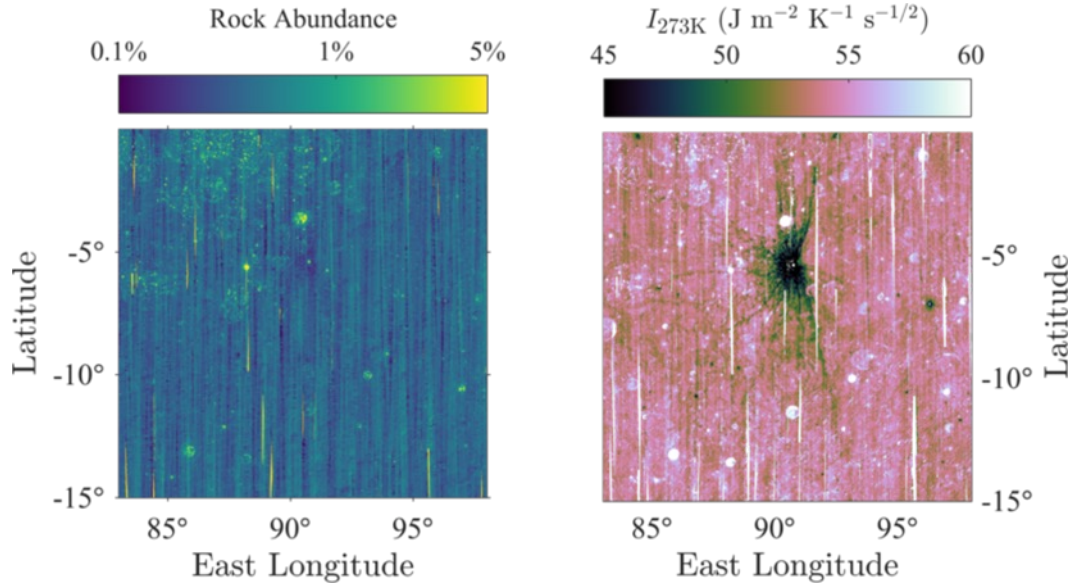 Rock Abundance
0.1% 1% 5%
Latitude
-5°
-10°
-15°
85° 90° 95°
East Longitude
I₂₇₃K (J m⁻² K⁻¹ s⁻¹/²)
45 50 55 60
-5°
-10°
-15°
Latitude
85° 90° 95°
East Longitude